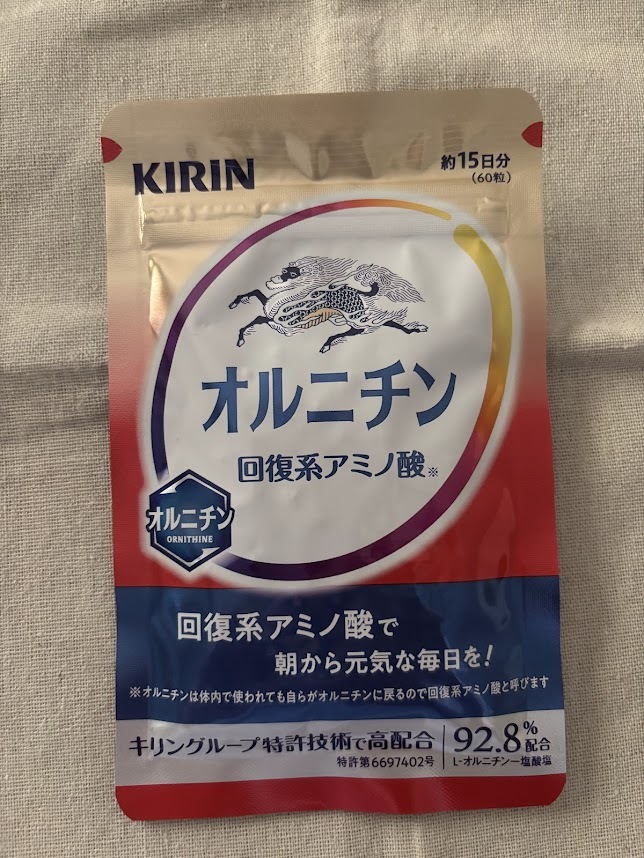 KIRIN
約15日分
(60粒)
オルニチン
回復系アミノ酸※
オルニチン
ORNITHINE
回復系アミノ酸で
朝から元気な毎日を!
※オルニチンは体内で使われても自らがオルニチンに戻るので回復系アミノ酸と呼びます
キリングループ特許技術で高配合
特許第6697402号
92.8%配合
L-オルニチン一塩酸塩